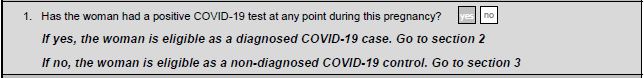 1. Has the woman had a positive COVID-19 test at any point during this pregnancy? yes no
If yes, the woman is eligible as a diagnosed COVID-19 case. Go to section 2
If no, the woman is eligible as a non-diagnosed COVID-19 control. Go to section 3